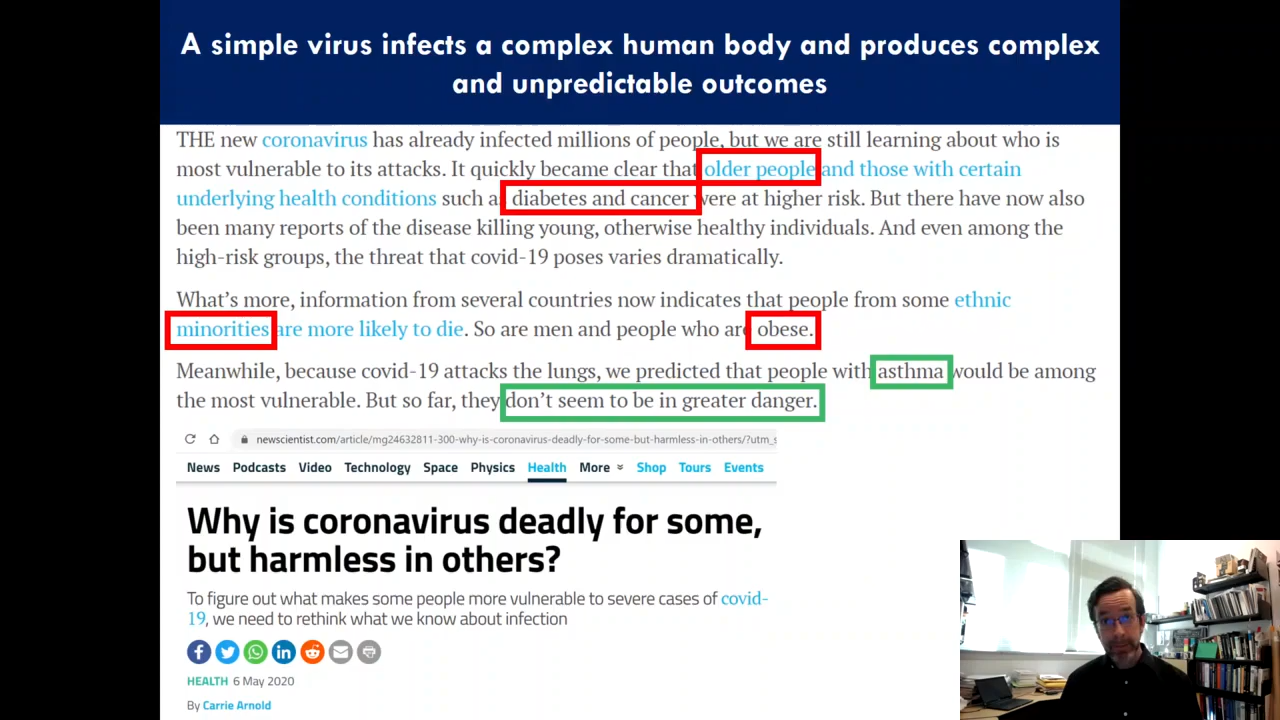 A simple virus infects a complex human body and produces complex
and unpredictable outcomes
THE new coronavirus has already infected millions of people, but we are still learning about who is
most vulnerable to its attacks. It quickly became clear that older people and those with certain
underlying health conditions such as diabetes and cancer were at higher risk. But there have now also
been many reports of the disease killing young, otherwise healthy individuals. And even among the
high-risk groups, the threat that covid-19 poses varies dramatically.
What's more, information from several countries now indicates that people from some ethnic
minorities are more likely to die. So are men and people who are obese.
Meanwhile, because covid-19 attacks the lungs, we predicted that people with asthma would be among
the most vulnerable. But so far, they don't seem to be in greater danger.
newscientist.com/article/mg24632811-300-why-is-coronavirus-deadly-for-some-but-harmless-in-others/?utm_s
News Podcasts Video Technology Space Physics Health More Shop Tours Events
Why is coronavirus deadly for some,
but harmless in others?
To figure out what makes some people more vulnerable to severe cases of covid-
19, we need to rethink what we know about infection
HEALTH 6 May 2020
By Carrie Arnold